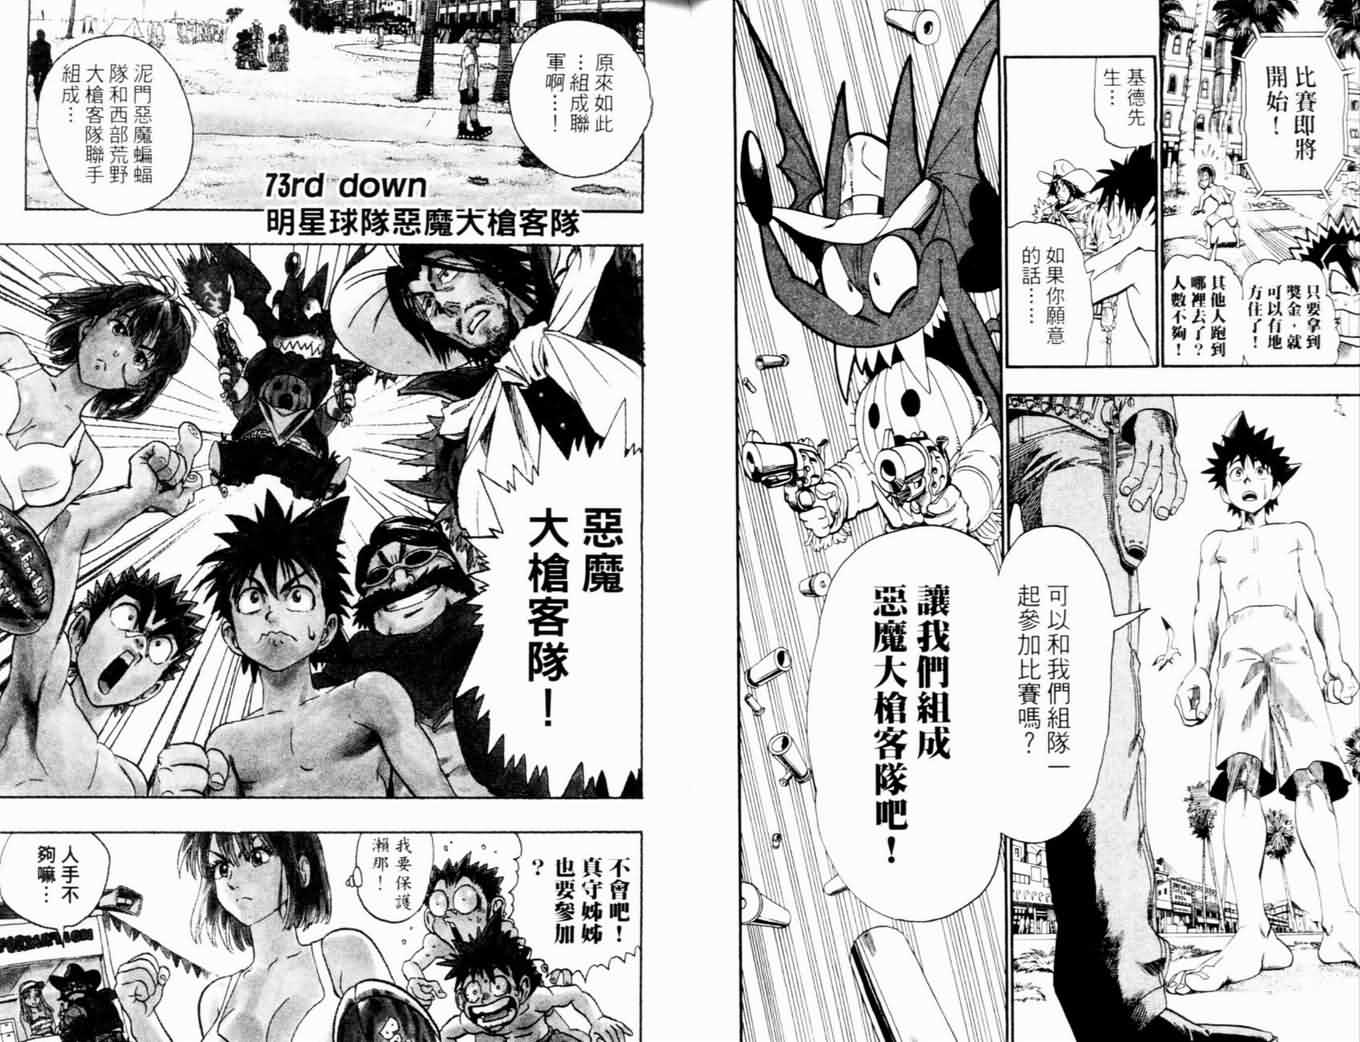 比賽即將
開始！
只要拿到
獎金，就
可以有地
方住了！
其他人跑到
哪裡去了？
人數不夠！
基德先
生…
如果你願意
的話……
可以和我們組隊一
起參加比賽嗎？
讓我們組成
惡魔大槍客隊吧！
原來如此
…組成聯
軍啊…！
泥門惡魔蝙蝠
隊和西部荒野
大槍客隊聯手
組成…
73rd down
明星球隊惡魔大槍客隊
惡魔
大槍客隊！
不會吧！
真守姊姊
也要參加
？
我要保護
瀨那！
人手不
夠嘛…